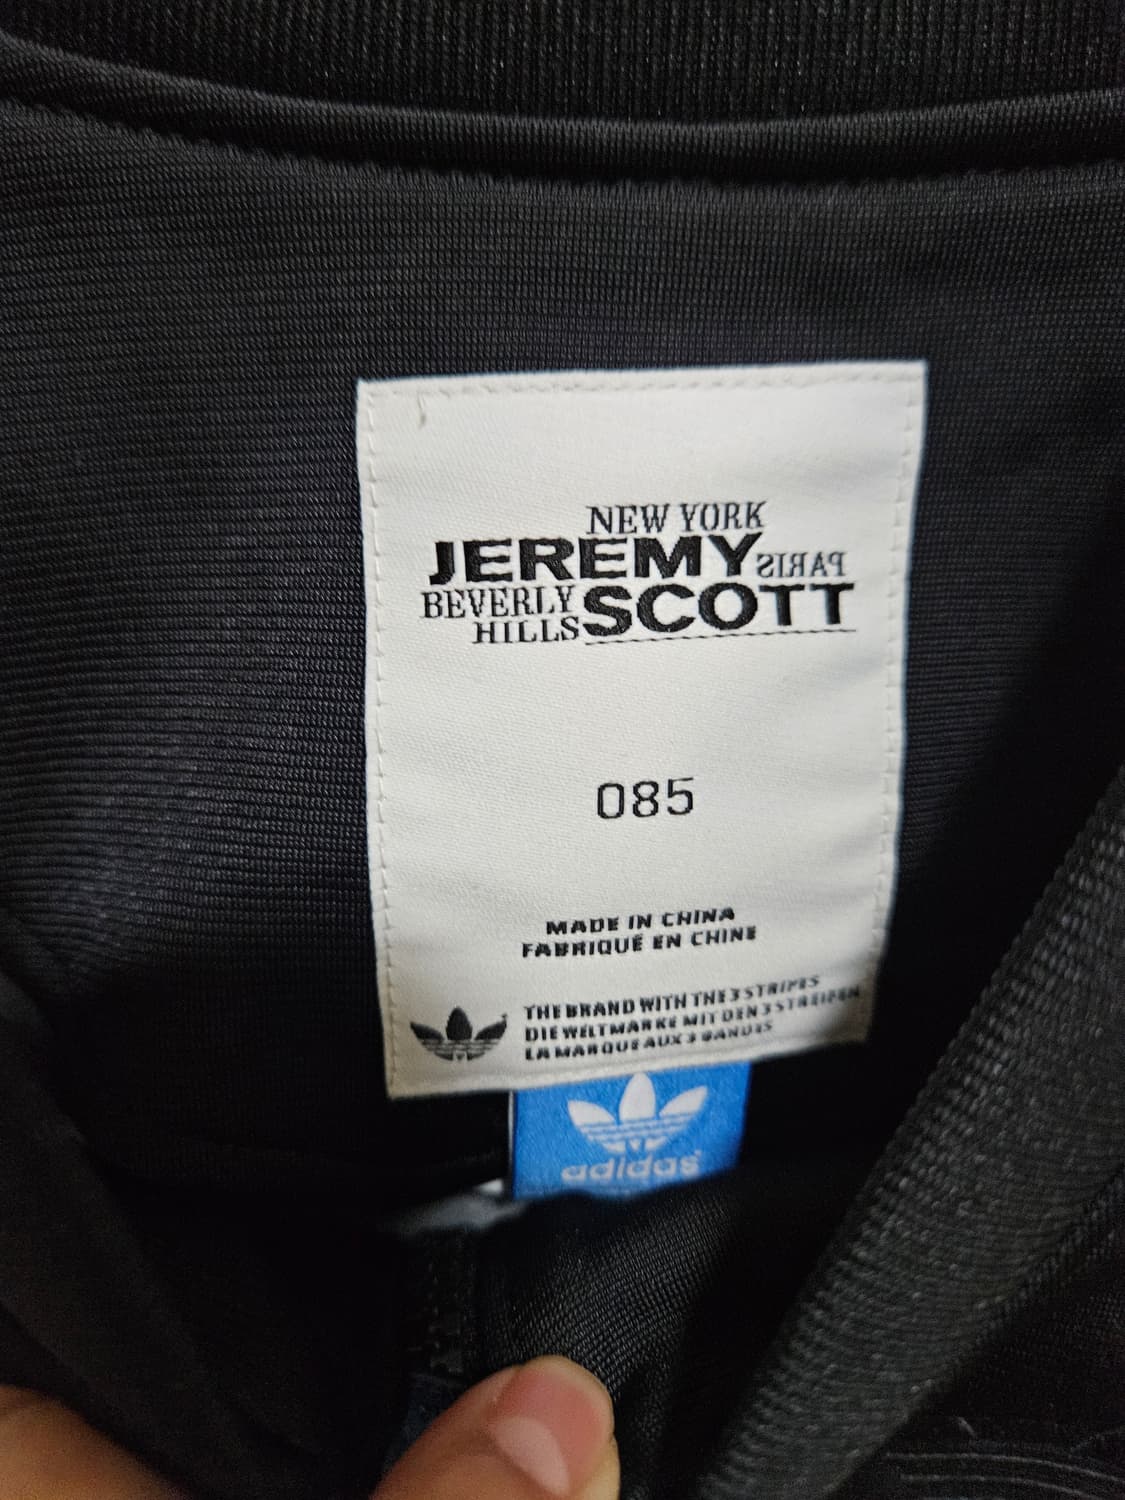 NEW YORK
JEREMY PARIS
BEVERLY SCOTT
HILLS
085
MADE IN CHINA
FABRIQUÉ EN CHINE
THE BRAND WITH THE 3 STRIPES
DIE WELTMARKE MIT DEN 3 STREIFEN
LA MARQUE AUX 3 BANDES
adidas